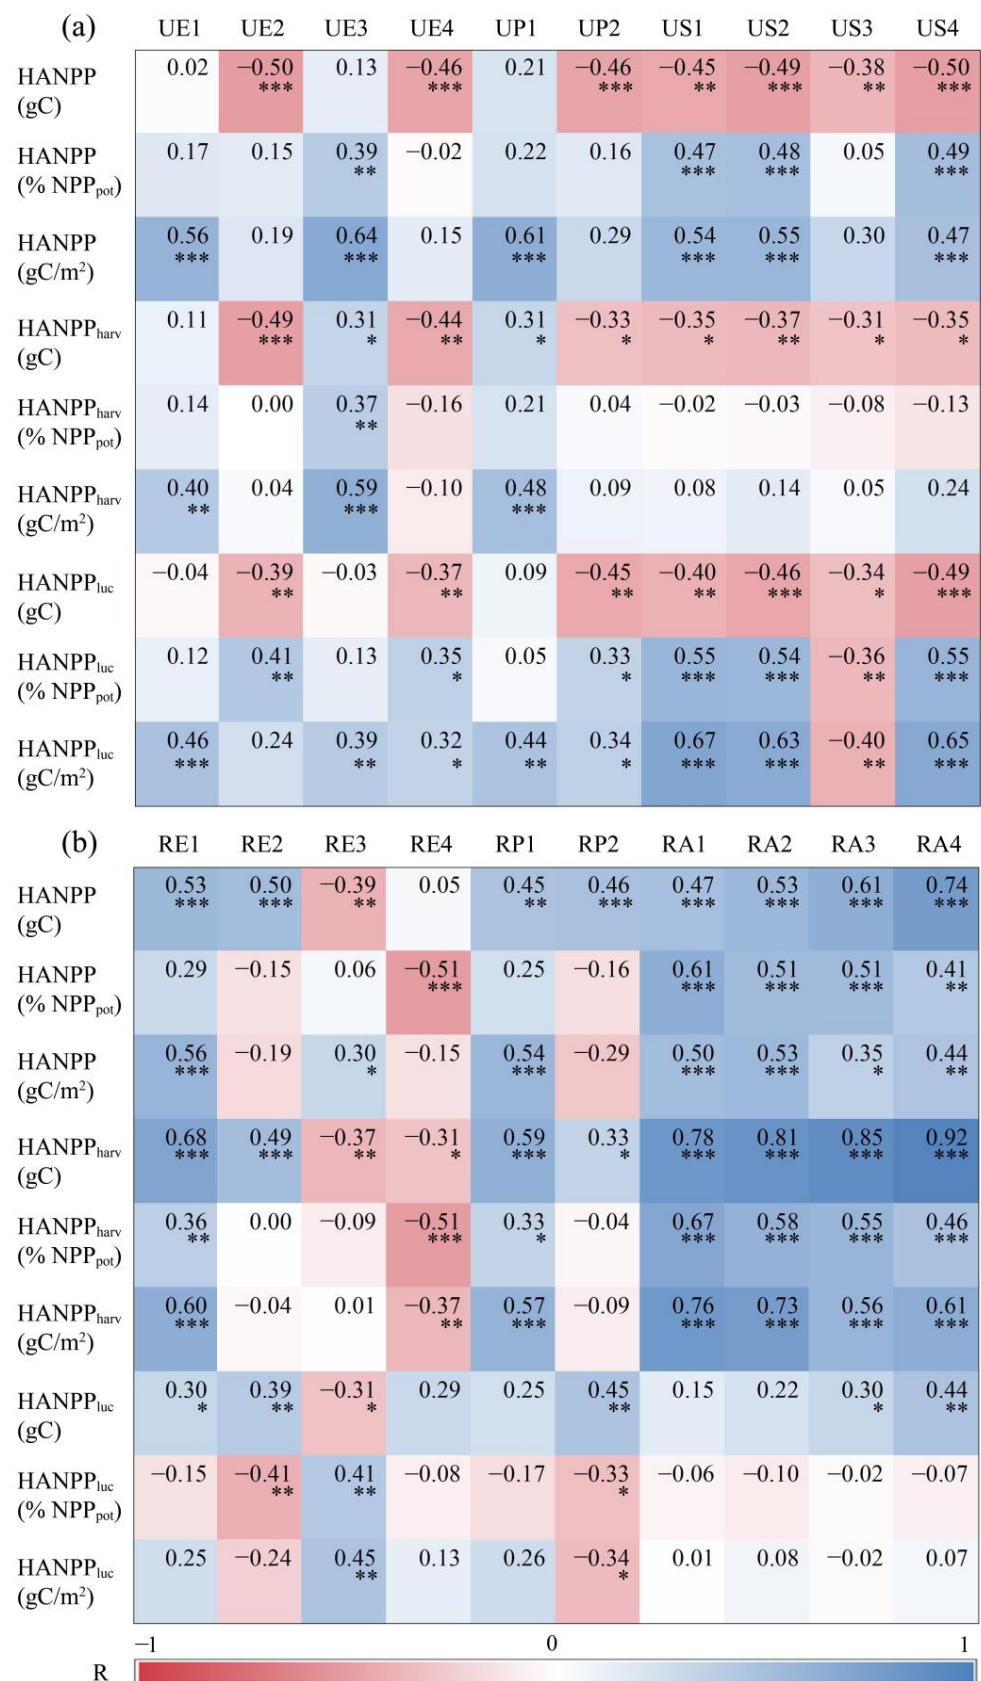 (a) UE1 UE2 UE3 UE4 UP1 UP2 US1 US2 US3 US4
HANPP 0.02 −0.50 0.13 −0.46 0.21 −0.46 −0.45 −0.49 −0.38 −0.50
(gC) *** *** *** ** *** ** ***
HANPP 0.17 0.15 0.39 −0.02 0.22 0.16 0.47 0.48 0.05 0.49
(% NPPpot) ** *** *** ***
HANPP 0.56 0.19 0.64 0.15 0.61 0.29 0.54 0.55 0.30 0.47
(gC/m²) *** *** *** *** *** ***
HANPPharv 0.11 −0.49 0.31 −0.44 0.31 −0.33 −0.35 −0.37 −0.31 −0.35
(gC) *** * ** * * * ** * *
HANPPharv 0.14 0.00 0.37 −0.16 0.21 0.04 −0.02 −0.03 −0.08 −0.13
(% NPPpot) **
HANPPharv 0.40 0.04 0.59 −0.10 0.48 0.09 0.08 0.14 0.05 0.24
(gC/m²) ** *** ***
HANPPluc −0.04 −0.39 −0.03 −0.37 0.09 −0.45 −0.40 −0.46 −0.34 −0.49
(gC) ** ** ** ** *** * ***
HANPPluc 0.12 0.41 0.13 0.35 0.05 0.33 0.55 0.54 −0.36 0.55
(% NPPpot) ** * * *** *** ** ***
HANPPluc 0.46 0.24 0.39 0.32 0.44 0.34 0.67 0.63 −0.40 0.65
(gC/m²) *** ** * ** * *** *** ** ***
(b) RE1 RE2 RE3 RE4 RP1 RP2 RA1 RA2 RA3 RA4
HANPP 0.53 0.50 −0.39 0.05 0.45 0.46 0.47 0.53 0.61 0.74
(gC) *** *** ** ** *** *** *** *** ***
HANPP 0.29 −0.15 0.06 −0.51 0.25 −0.16 0.61 0.51 0.51 0.41
(% NPPpot) *** *** *** *** **
HANPP 0.56 −0.19 0.30 −0.15 0.54 −0.29 0.50 0.53 0.35 0.44
(gC/m²) *** * *** *** *** * **
HANPPharv 0.68 0.49 −0.37 −0.31 0.59 0.33 0.78 0.81 0.85 0.92
(gC) *** *** ** * *** * *** *** *** ***
HANPPharv 0.36 0.00 −0.09 −0.51 0.33 −0.04 0.67 0.58 0.55 0.46
(% NPPpot) ** *** * *** *** *** ***
HANPPharv 0.60 −0.04 0.01 −0.37 0.57 −0.09 0.76 0.73 0.56 0.61
(gC/m²) *** ** *** *** *** *** ***
HANPPluc 0.30 0.39 −0.31 0.29 0.25 0.45 0.15 0.22 0.30 0.44
(gC) * ** * ** * **
HANPPluc −0.15 −0.41 0.41 −0.08 −0.17 −0.33 −0.06 −0.10 −0.02 −0.07
(% NPPpot) ** ** *
HANPPluc 0.25 −0.24 0.45 0.13 0.26 −0.34 0.01 0.08 −0.02 0.07
(gC/m²) ** *
−1 0 1
R